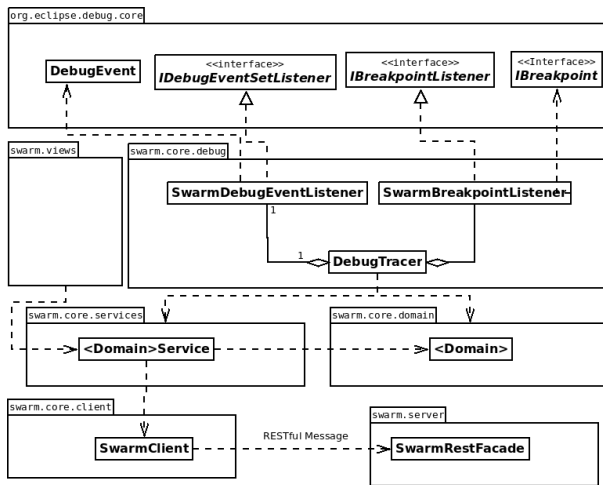 org.eclipse.debug.core
DebugEvent
<<interface>>
IDebugEventSetListener
<<interface>>
IBreakpointListener
<<Interface>>
IBreakpoint
swarm.views
swarm.core.debug
SwarmDebugEventListener
SwarmBreakpointListener
1
1
DebugTracer
swarm.core.services
swarm.core.domain
<Domain>Service
<Domain>
swarm.core.client
swarm.server
SwarmClient
RESTful Message
SwarmRestFacade